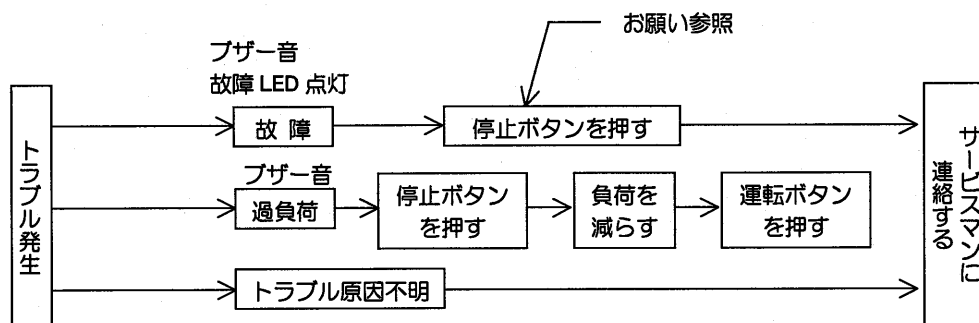 お願い参照
ブザー音
故障 LED 点灯
トラブル発生
故 障
停止ボタンを押す
ブザー音
過負荷
停止ボタン
を押す
負荷を
減らす
運転ボタン
を押す
トラブル原因不明
サービスマンに
連絡する